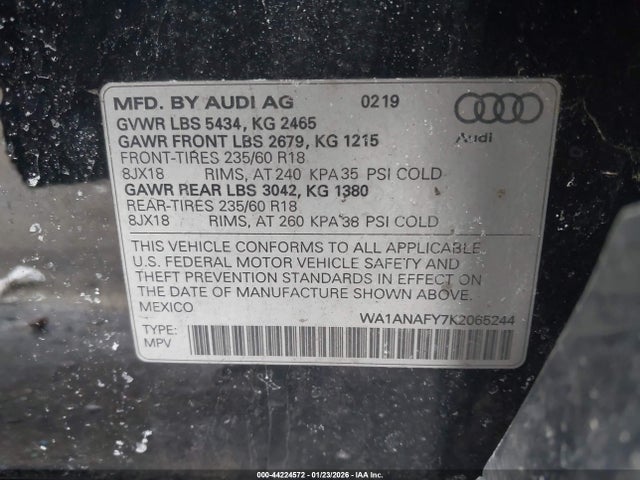 MFD. BY AUDI AG 0219
GVWR LBS 5434, KG 2465
Audi
GAWR FRONT LBS 2679, KG 1215
FRONT-TIRES 235/60 R18
8JX18 RIMS, AT 240 KPA 35 PSI COLD
GAWR REAR LBS 3042, KG 1380
REAR-TIRES 235/60 R18
8JX18 RIMS, AT 260 KPA 38 PSI COLD
THIS VEHICLE CONFORMS TO ALL APPLICABLE
U.S. FEDERAL MOTOR VEHICLE SAFETY AND
THEFT PREVENTION STANDARDS IN EFFECT ON
THE DATE OF MANUFACTURE SHOWN ABOVE.
MEXICO
WA1ANAFY7K2065244
TYPE:
MPV
000-44224572 - 01/23/2026 - IAA Inc.